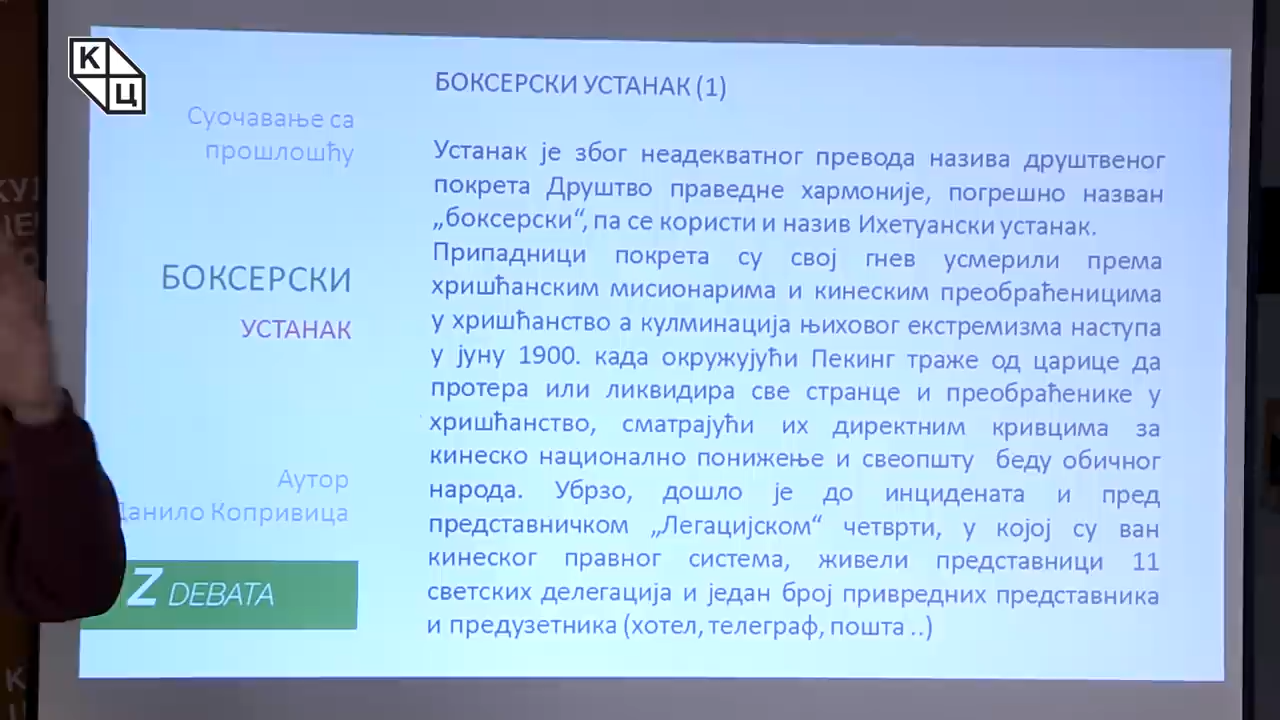 К
Ц
Суочавање са
прошлошћу
БОКСЕРСКИ
УСТАНАК
Аутор
Данило Копривица
Z DEBATA
БОКСЕРСКИ УСТАНАК (1)
Устанак је због неадекватног превода назива друштвеног
покрета Друштво праведне хармоније, погрешно назван
„боксерски“, па се користи и назив Ихетуански устанак.
Припадници покрета су свој гнев усмерили према
хришћанским мисионарима и кинеским преобраћеницима
у хришћанство а кулминација њиховог екстремизма наступа
у јуну 1900. када окружујући Пекинг траже од царице да
протера или ликвидира све странце и преобраћенике у
хришћанство, сматрајући их директним кривцима за
кинеско национално понижење и свеопшту беду обичног
народа. Убрзо, дошло је до инцидената и пред
представничком „Легацијском“ четврти, у којој су ван
кинеског правног система, живели представници 11
светских делегација и један број привредних представника
и предузетника (хотел, телеграф, пошта ..)